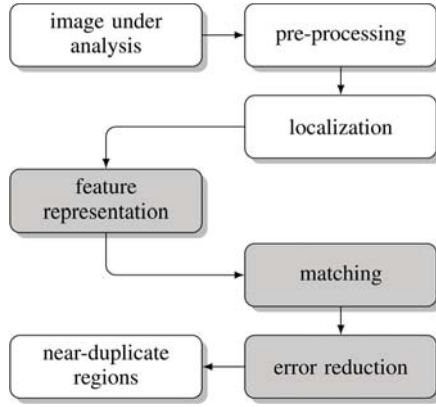 image under
analysis
pre-processing
localization
feature
representation
matching
error reduction
near-duplicate
regions